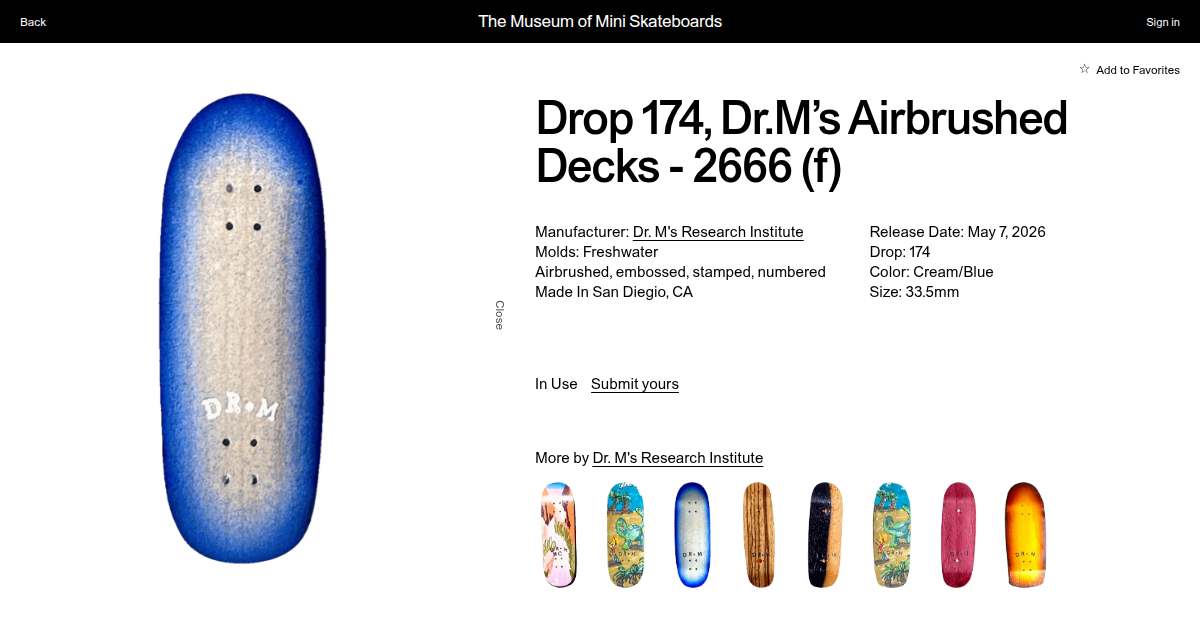 Back
The Museum of Mini Skateboards
Sign in
☆ Add to Favorites
Drop 174, Dr.M’s Airbrushed
Decks - 2666 (f)
Manufacturer: Dr. M's Research Institute
Molds: Freshwater
Airbrushed, embossed, stamped, numbered
Made In San Diegio, CA
Release Date: May 7, 2026
Drop: 174
Color: Cream/Blue
Size: 33.5mm
DR•M
Close
In Use Submit yours
More by Dr. M's Research Institute